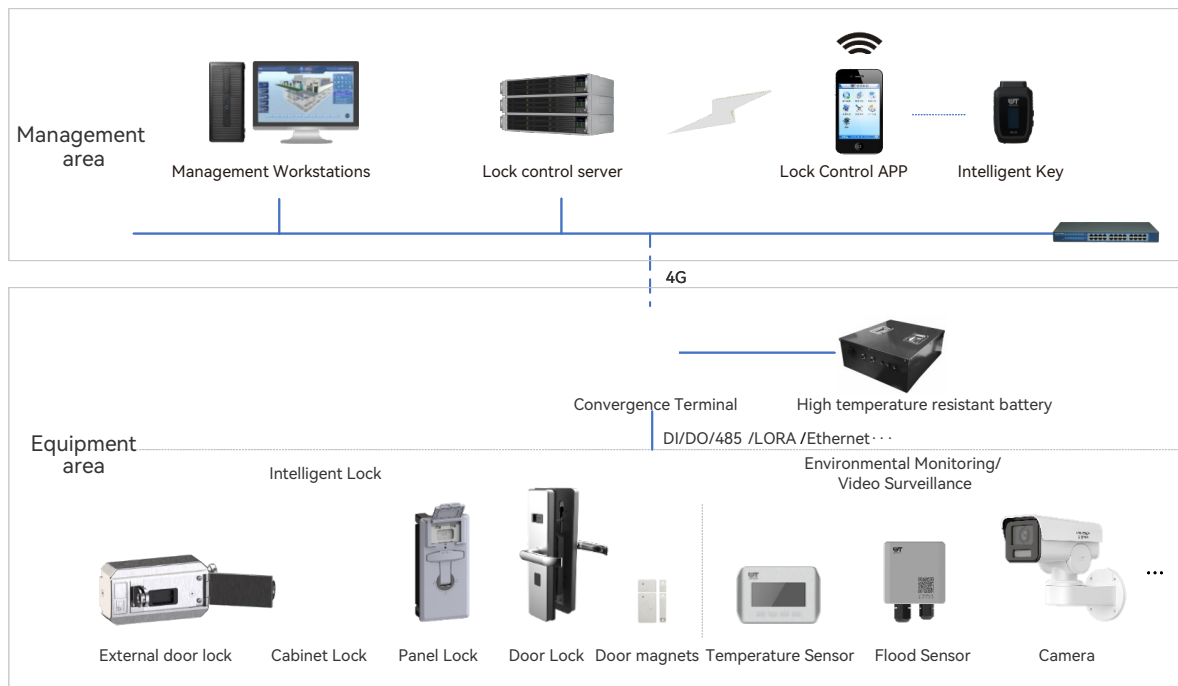 Management
area
Management Workstations
Lock control server
Lock Control APP
Intelligent Key
4G
Convergence Terminal
High temperature resistant battery
DI/DO/485 /LORA /Ethernet···
Equipment
area
Intelligent Lock
Environmental Monitoring/
Video Surveillance
...
External door lock
Cabinet Lock
Panel Lock
Door Lock
Door magnets
Temperature Sensor
Flood Sensor
Camera